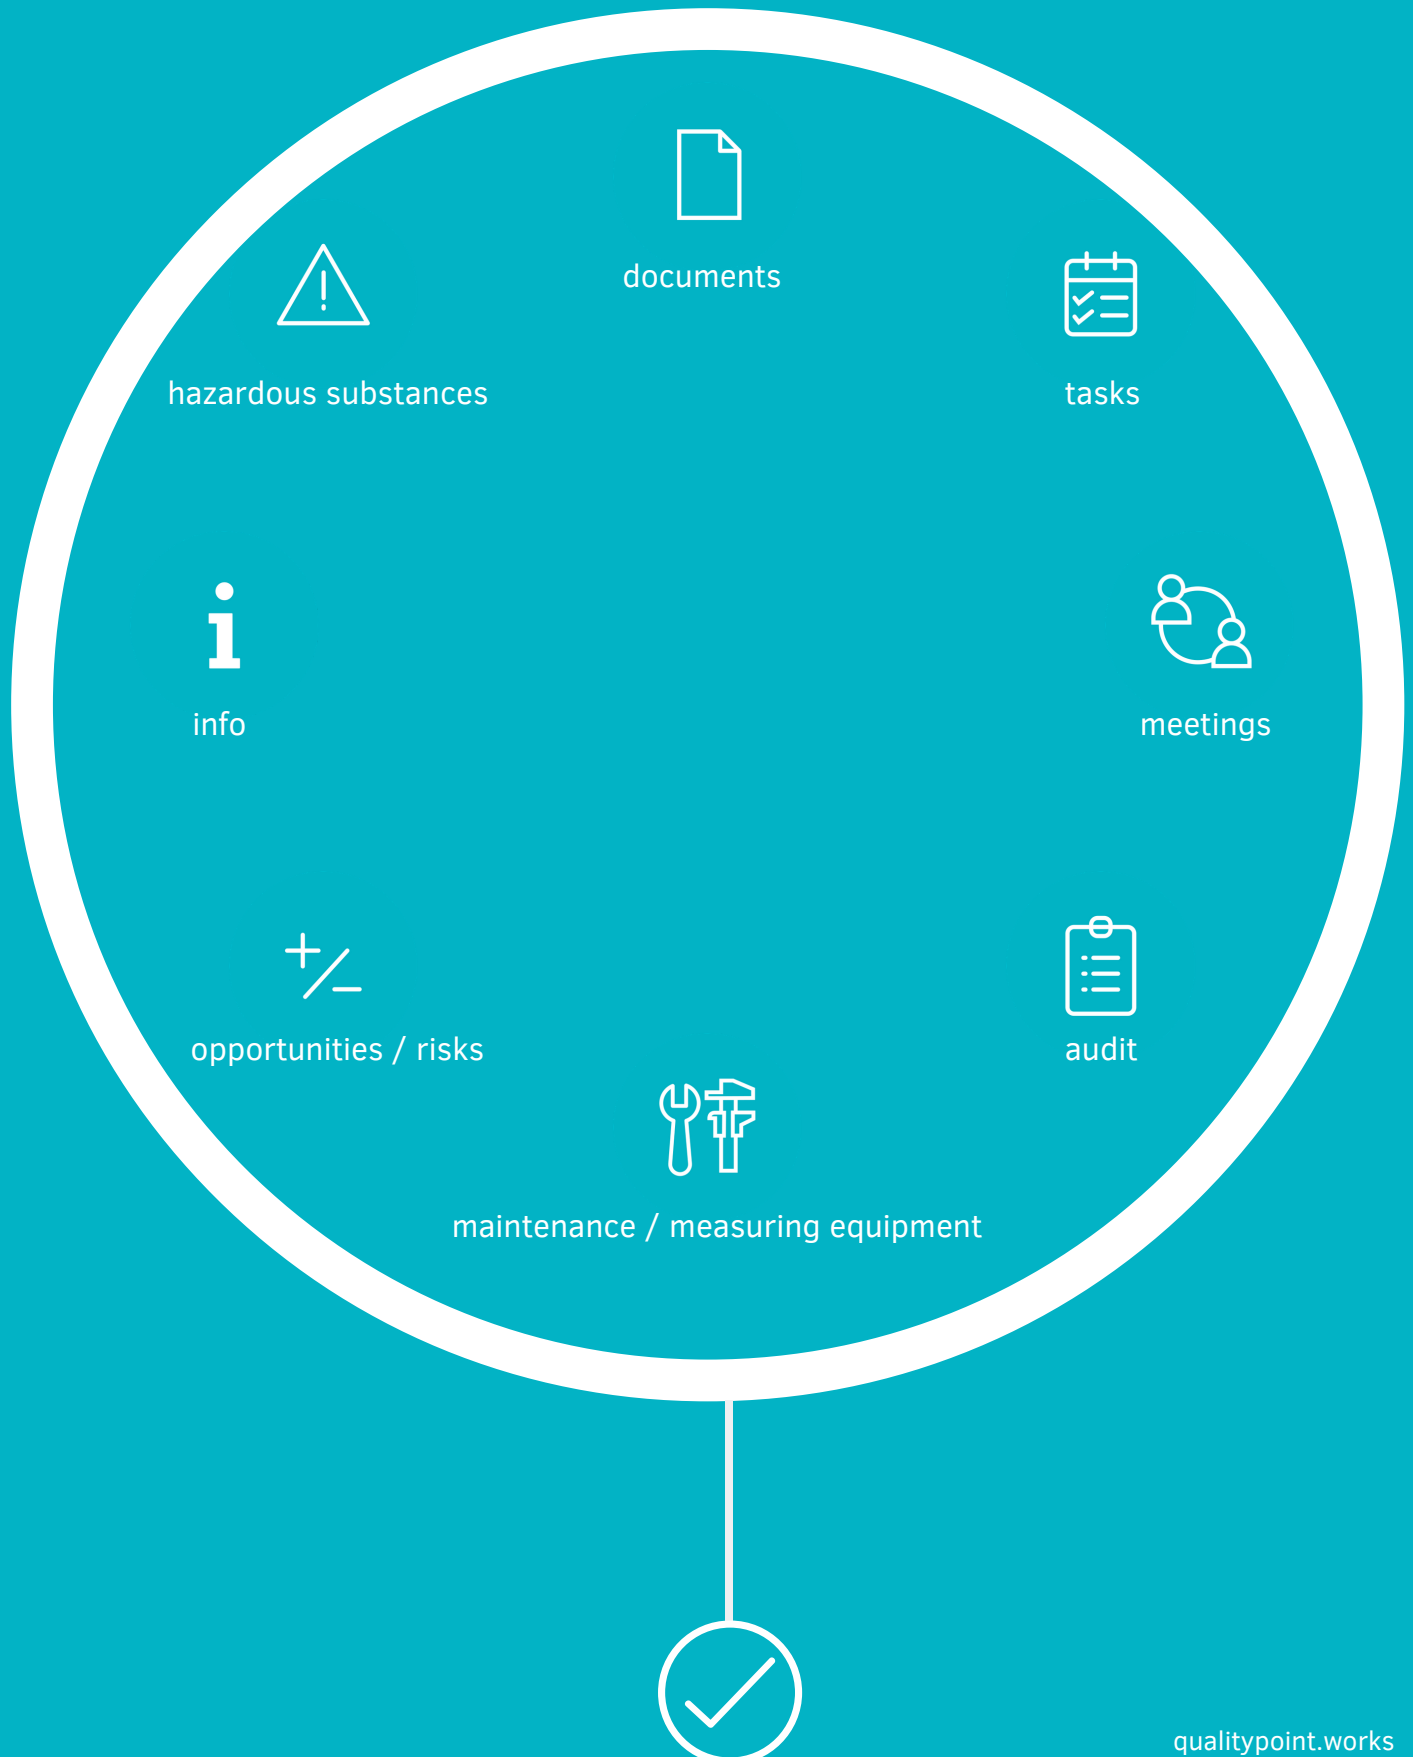 documents
hazardous substances
tasks
info
meetings
opportunities / risks
audit
maintenance / measuring equipment
qualitypoint.works